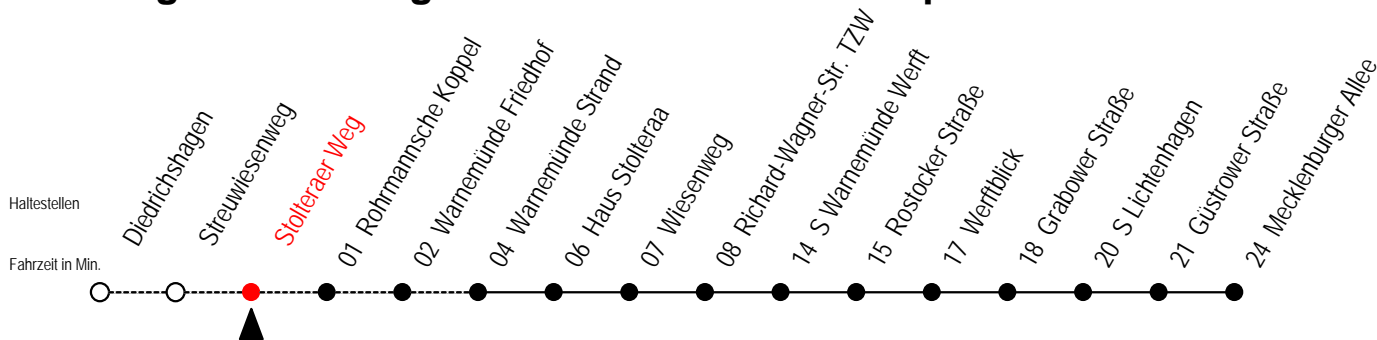 Haltestellen
Fahrzeit in Min.
Diedrichshagen
Streuwiesenweg
Stolteraer Weg
01 Rohrmannsche Koppel
02 Warnemünde Friedhof
04 Warnemünde Strand
06 Haus Stolteraa
07 Wiesenweg
08 Richard-Wagner-Str. TZW
14 S Warnemünde Werft
15 Rostocker Straße
17 Werftblick
18 Grabower Straße
20 S Lichtenhagen
21 Güstrower Straße
24 Mecklenburger Allee